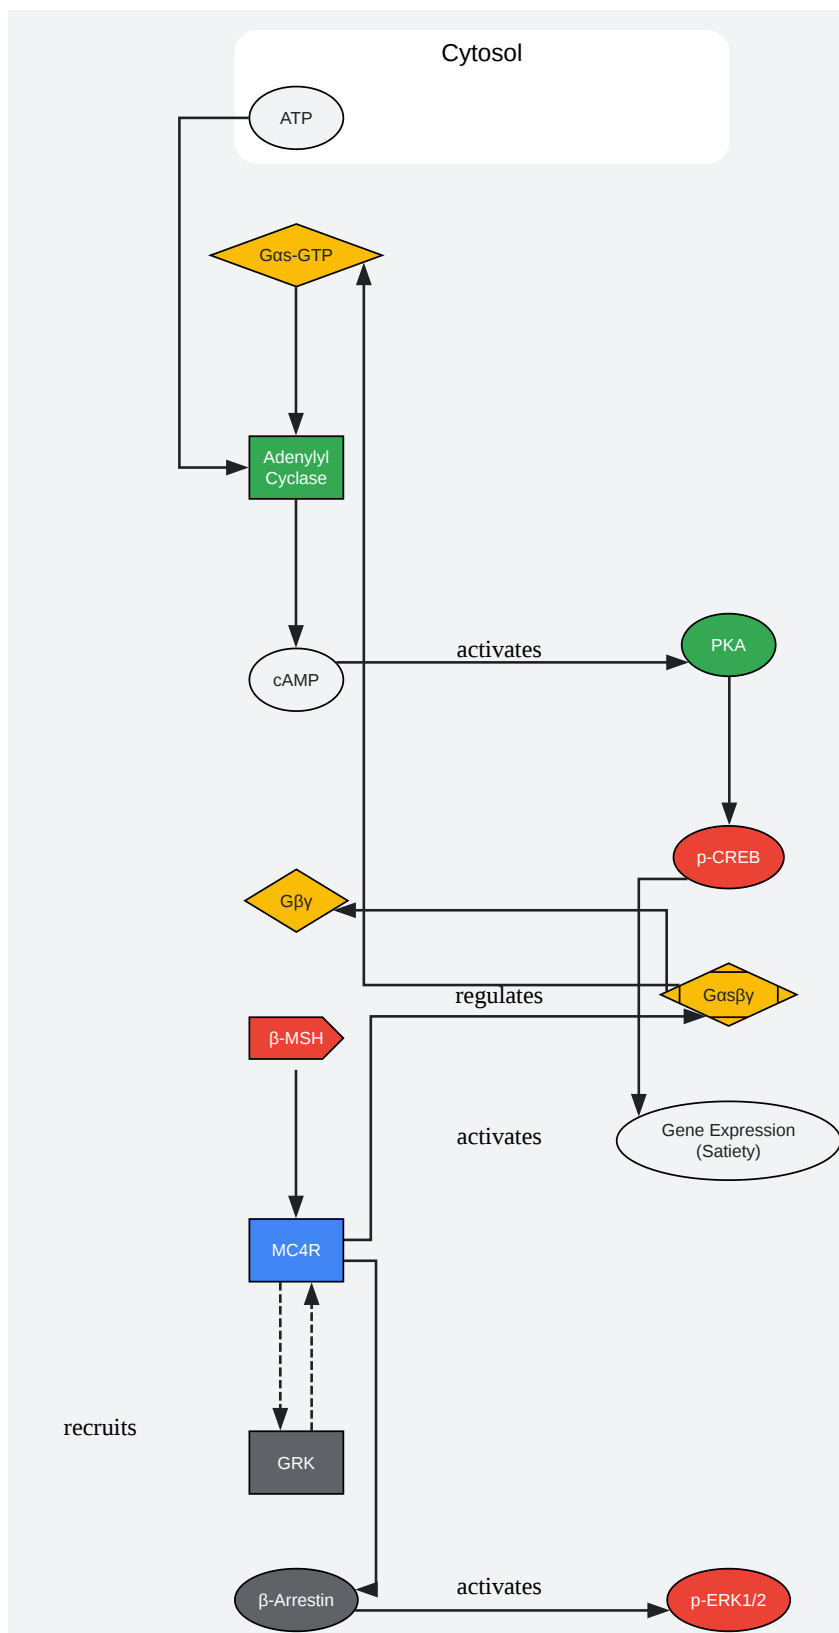 Cytosol
ATP
Gαs-GTP
Adenylyl
Cyclase
activates
PKA
cAMP
p-CREB
Gβγ
Gαsβγ
regulates
β-MSH
Gene Expression
(Satiety)
activates
MC4R
recruits
GRK
activates
β-Arrestin
p-ERK1/2